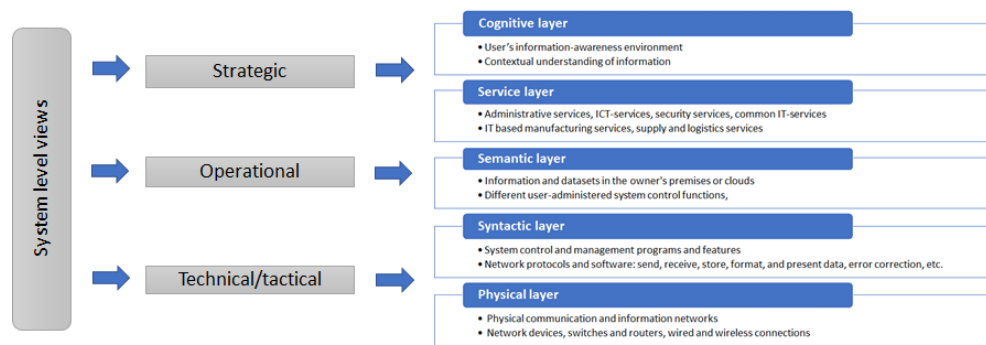 System level views
Strategic
Operational
Technical/tactical
Cognitive layer
• User's information-awareness environment
• Contextual understanding of information
Service layer
• Administrative services, ICT-services, security services, common IT-services
• IT based manufacturing services, supply and logistics services
Semantic layer
• Information and datasets in the owner's premises or clouds
• Different user-administered system control functions,
Syntactic layer
• System control and management programs and features
• Network protocols and software: send, receive, store, format, and present data, error correction, etc.
Physical layer
• Physical communication and information networks
• Network devices, switches and routers, wired and wireless connections